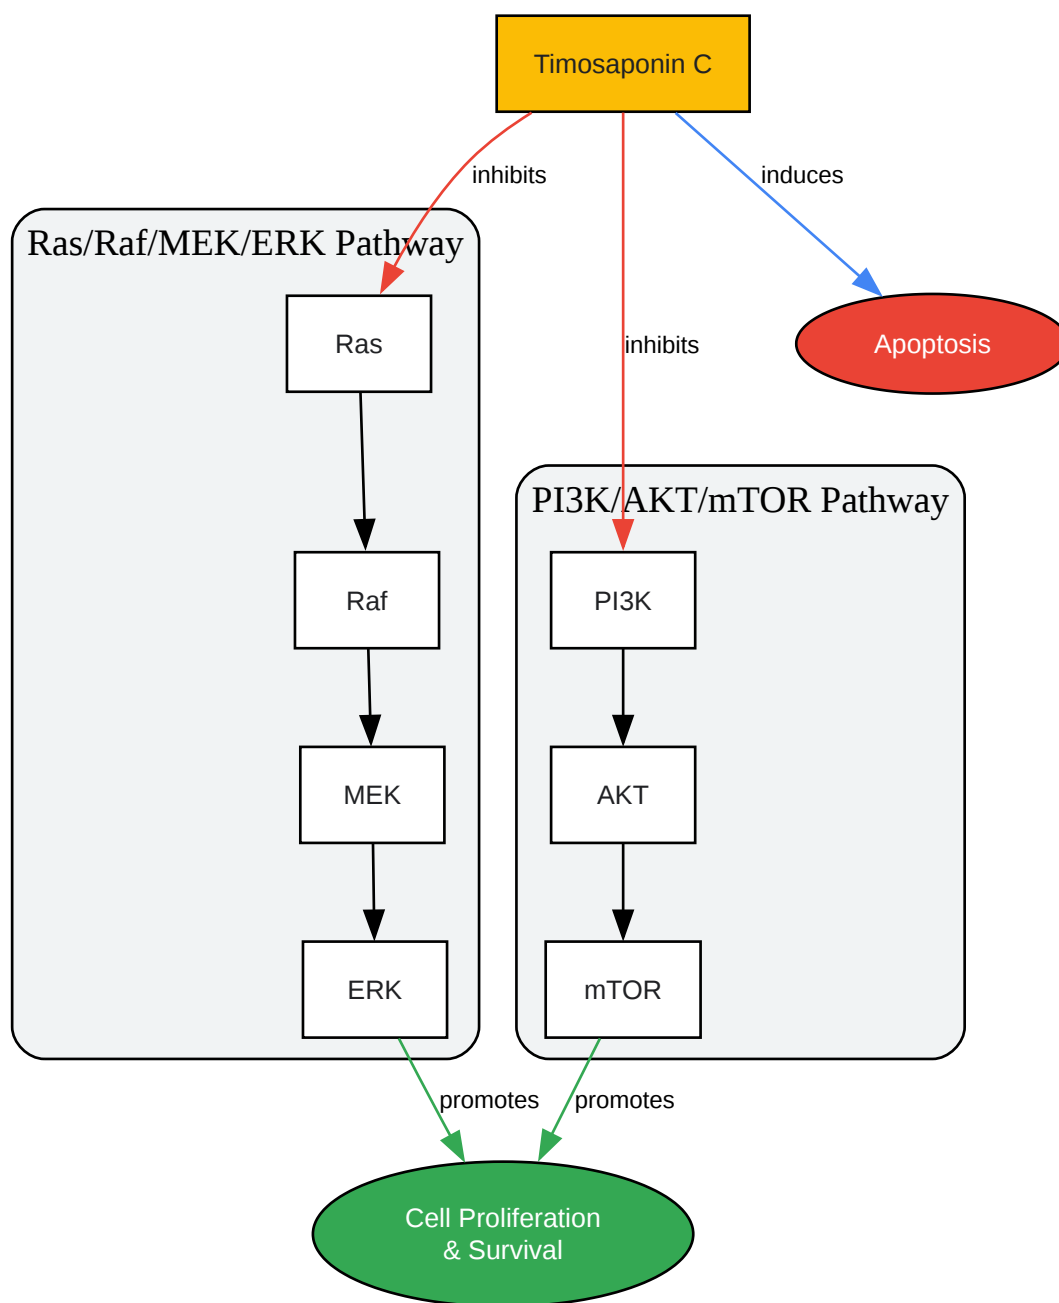 Timosaponin C
inhibits
induces
Ras/Raf/MEK/ERK Pathway
Ras
inhibits
Apoptosis
PI3K/AKT/mTOR Pathway
Raf
PI3K
MEK
AKT
ERK
mTOR
promotes
promotes
Cell Proliferation
& Survival